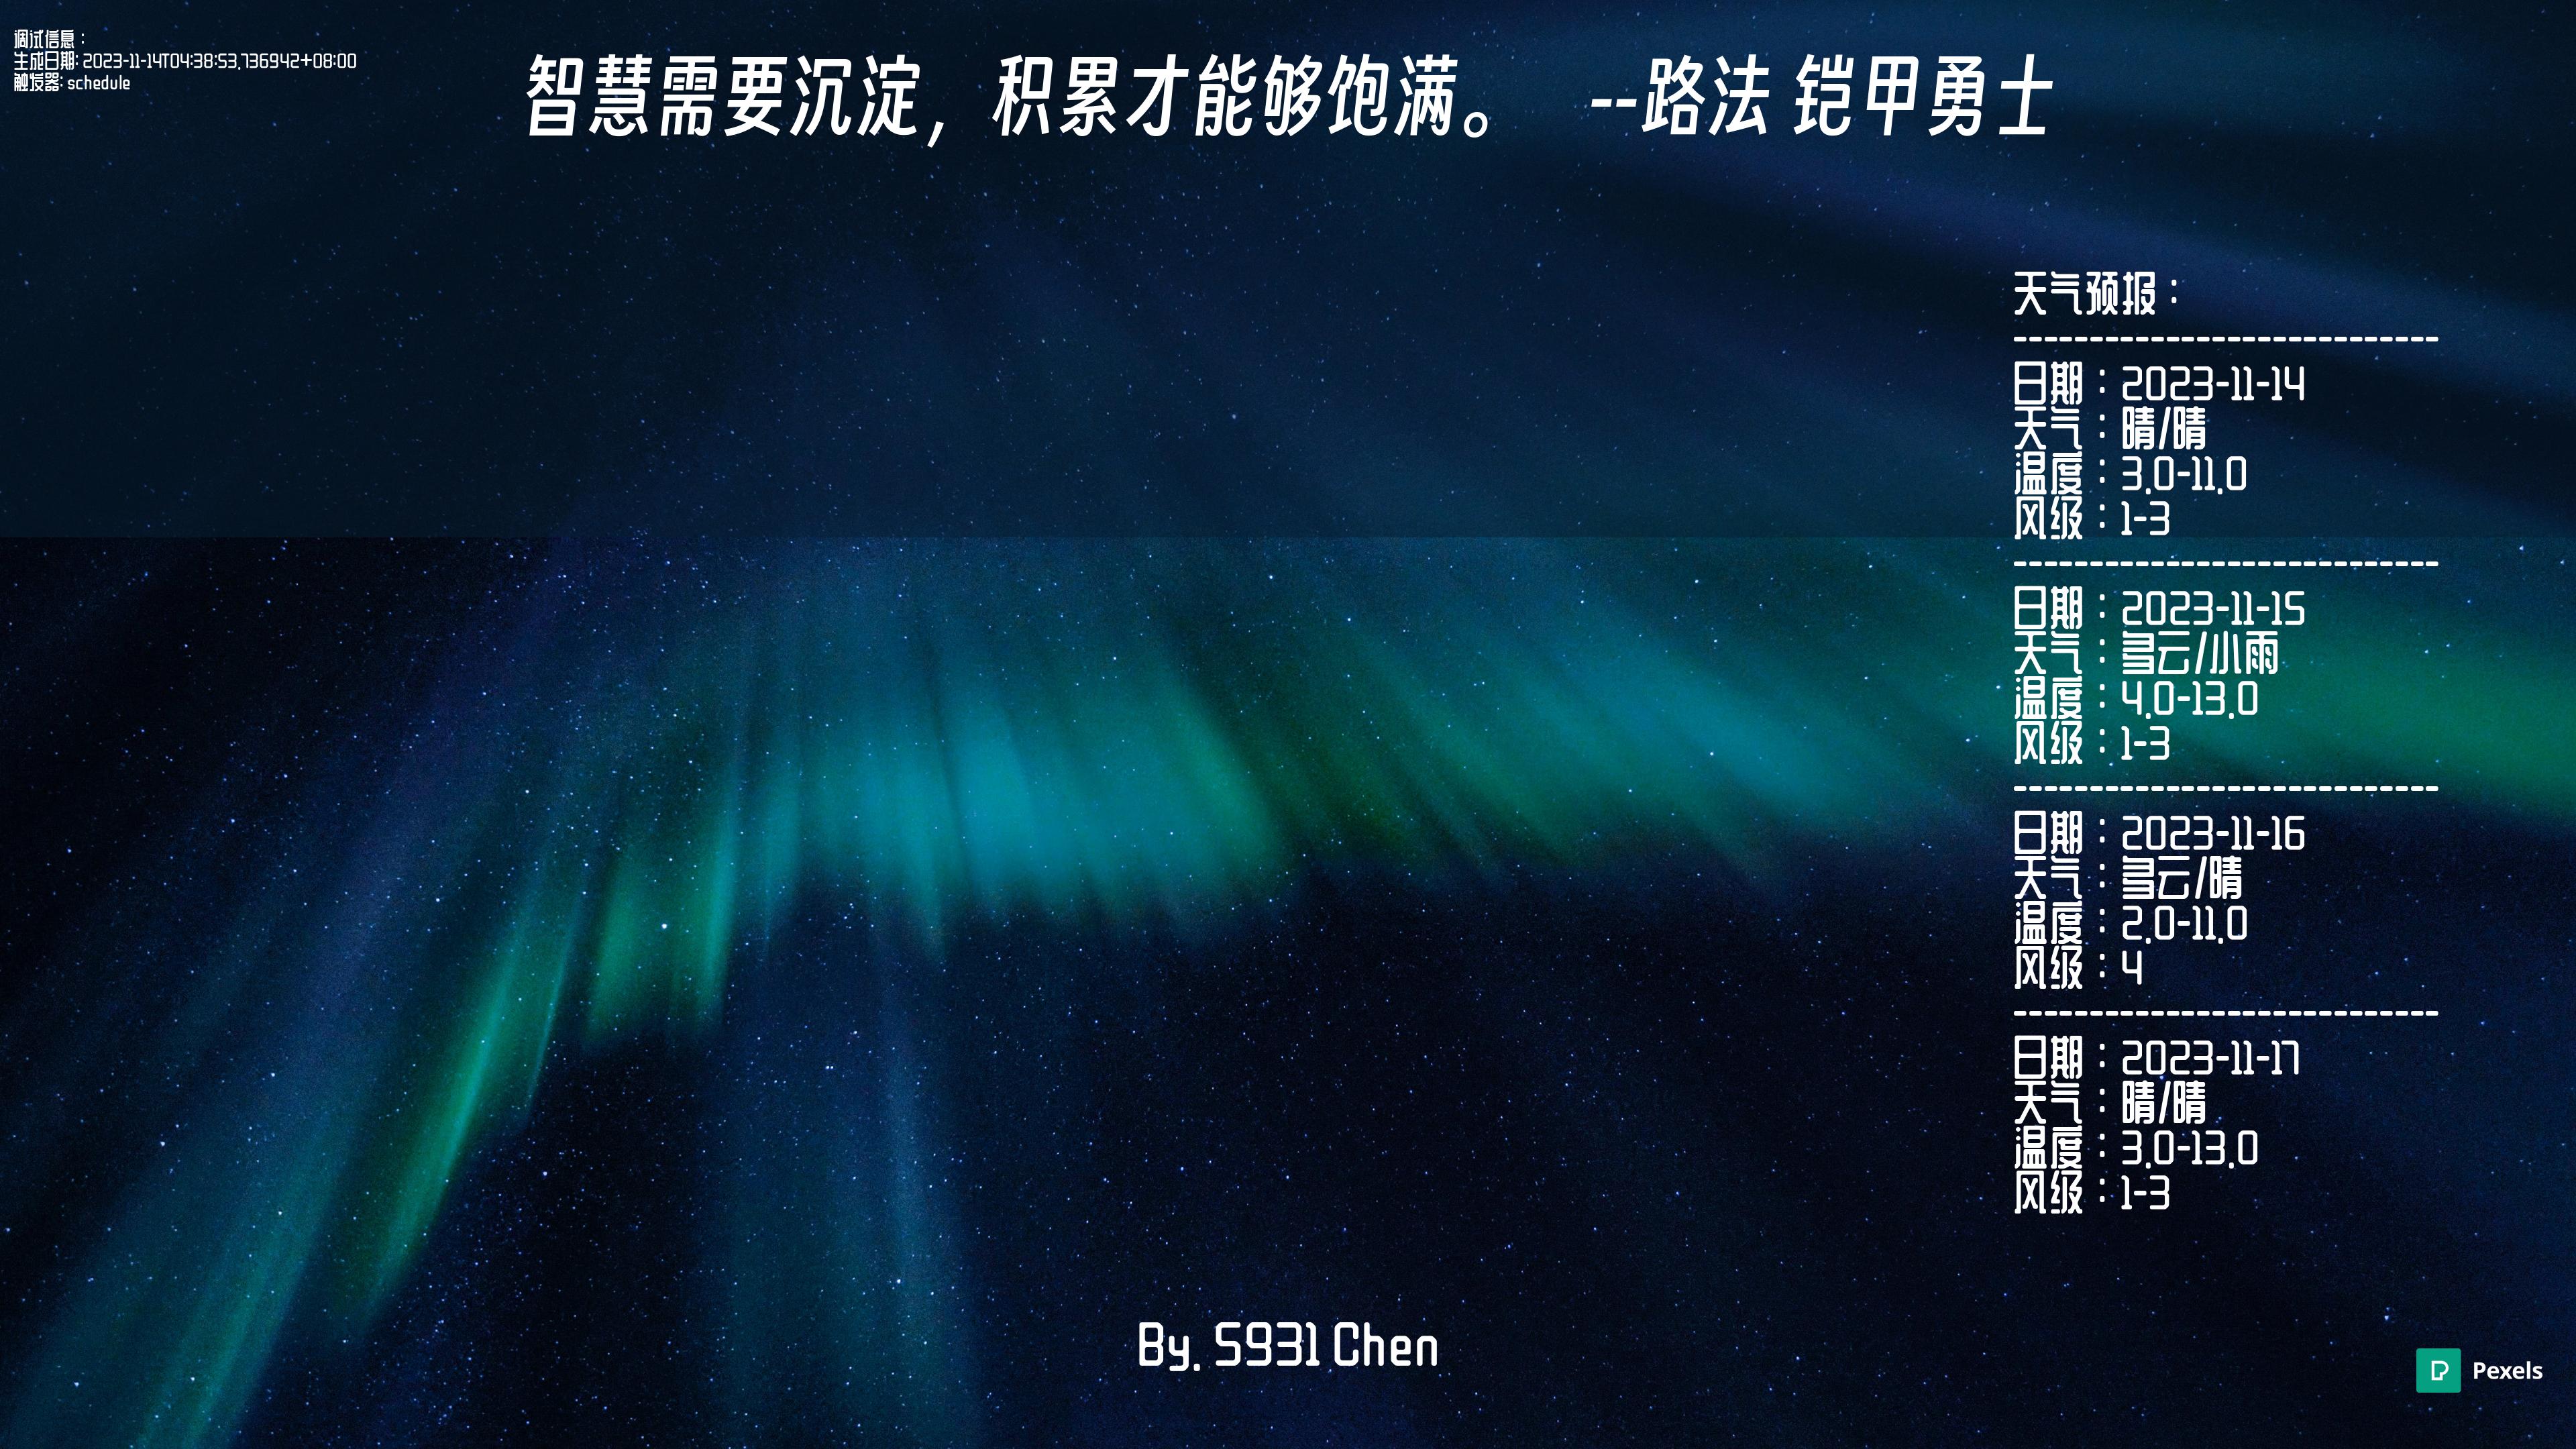 调试信息：
生成日期: 2023-11-14T04:38:53.736942+08:00
触发器: schedule
智慧需要沉淀，积累才能够饱满。 --路法 铠甲勇士
天气预报：
----------------------------
日期：2023-11-14
天气：晴/晴
温度：3.0-11.0
风级：1-3
----------------------------
日期：2023-11-15
天气：多云/小雨
温度：4.0-13.0
风级：1-3
----------------------------
日期：2023-11-16
天气：多云/晴
温度：2.0-11.0
风级：4
----------------------------
日期：2023-11-17
天气：晴/晴
温度：3.0-13.0
风级：1-3
By. S931 Chen
Pexels